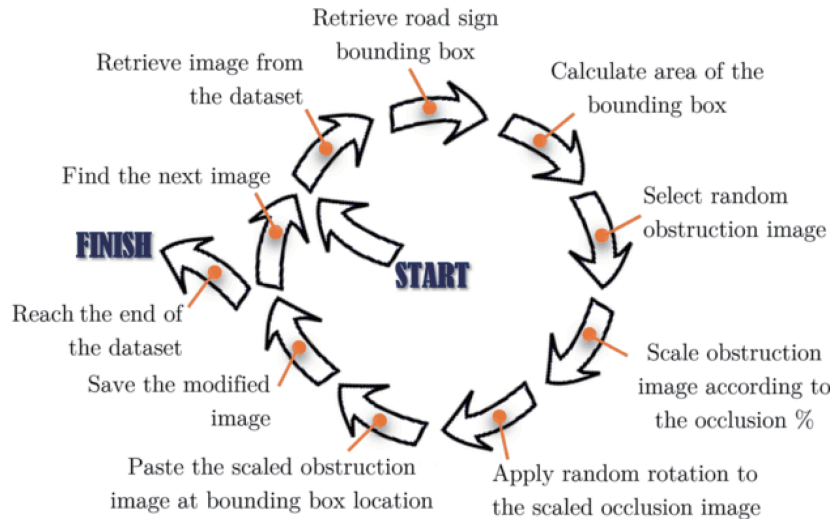 Retrieve road sign
bounding box
Retrieve image from
the dataset
Calculate area of the
bounding box
Find the next image
Select random
obstruction image
FINISH
START
Reach the end of
the dataset
Scale obstruction
image according to
the occlusion %
Save the modified
image
Paste the scaled obstruction
image at bounding box location
Apply random rotation to
the scaled occlusion image